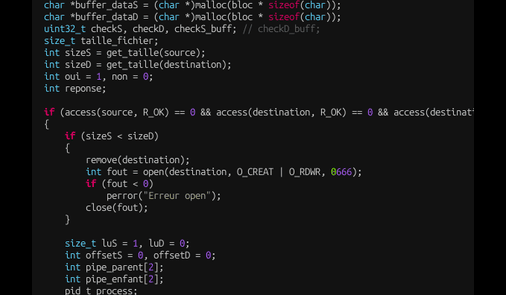 char *buffer_dataS = (char *)malloc(bloc * sizeof(char));
char *buffer_dataD = (char *)malloc(bloc * sizeof(char));
uint32_t checkS, checkD, checkS_buff; // checkD_buff;
size_t taille_fichier;
int sizeS = get_taille(source);
int sizeD = get_taille(destination);
int oui = 1, non = 0;
int reponse;
if (access(source, R_OK) == 0 && access(destination, R_OK) == 0 && access(destinat
{
if (sizeS < sizeD)
{
remove(destination);
int fout = open(destination, O_CREAT | O_RDWR, 0666);
if (fout < 0)
perror("Erreur open");
close(fout);
}
size_t luS = 1, luD = 0;
int offsetS = 0, offsetD = 0;
int pipe_parent[2];
int pipe_enfant[2];
pid_t process;